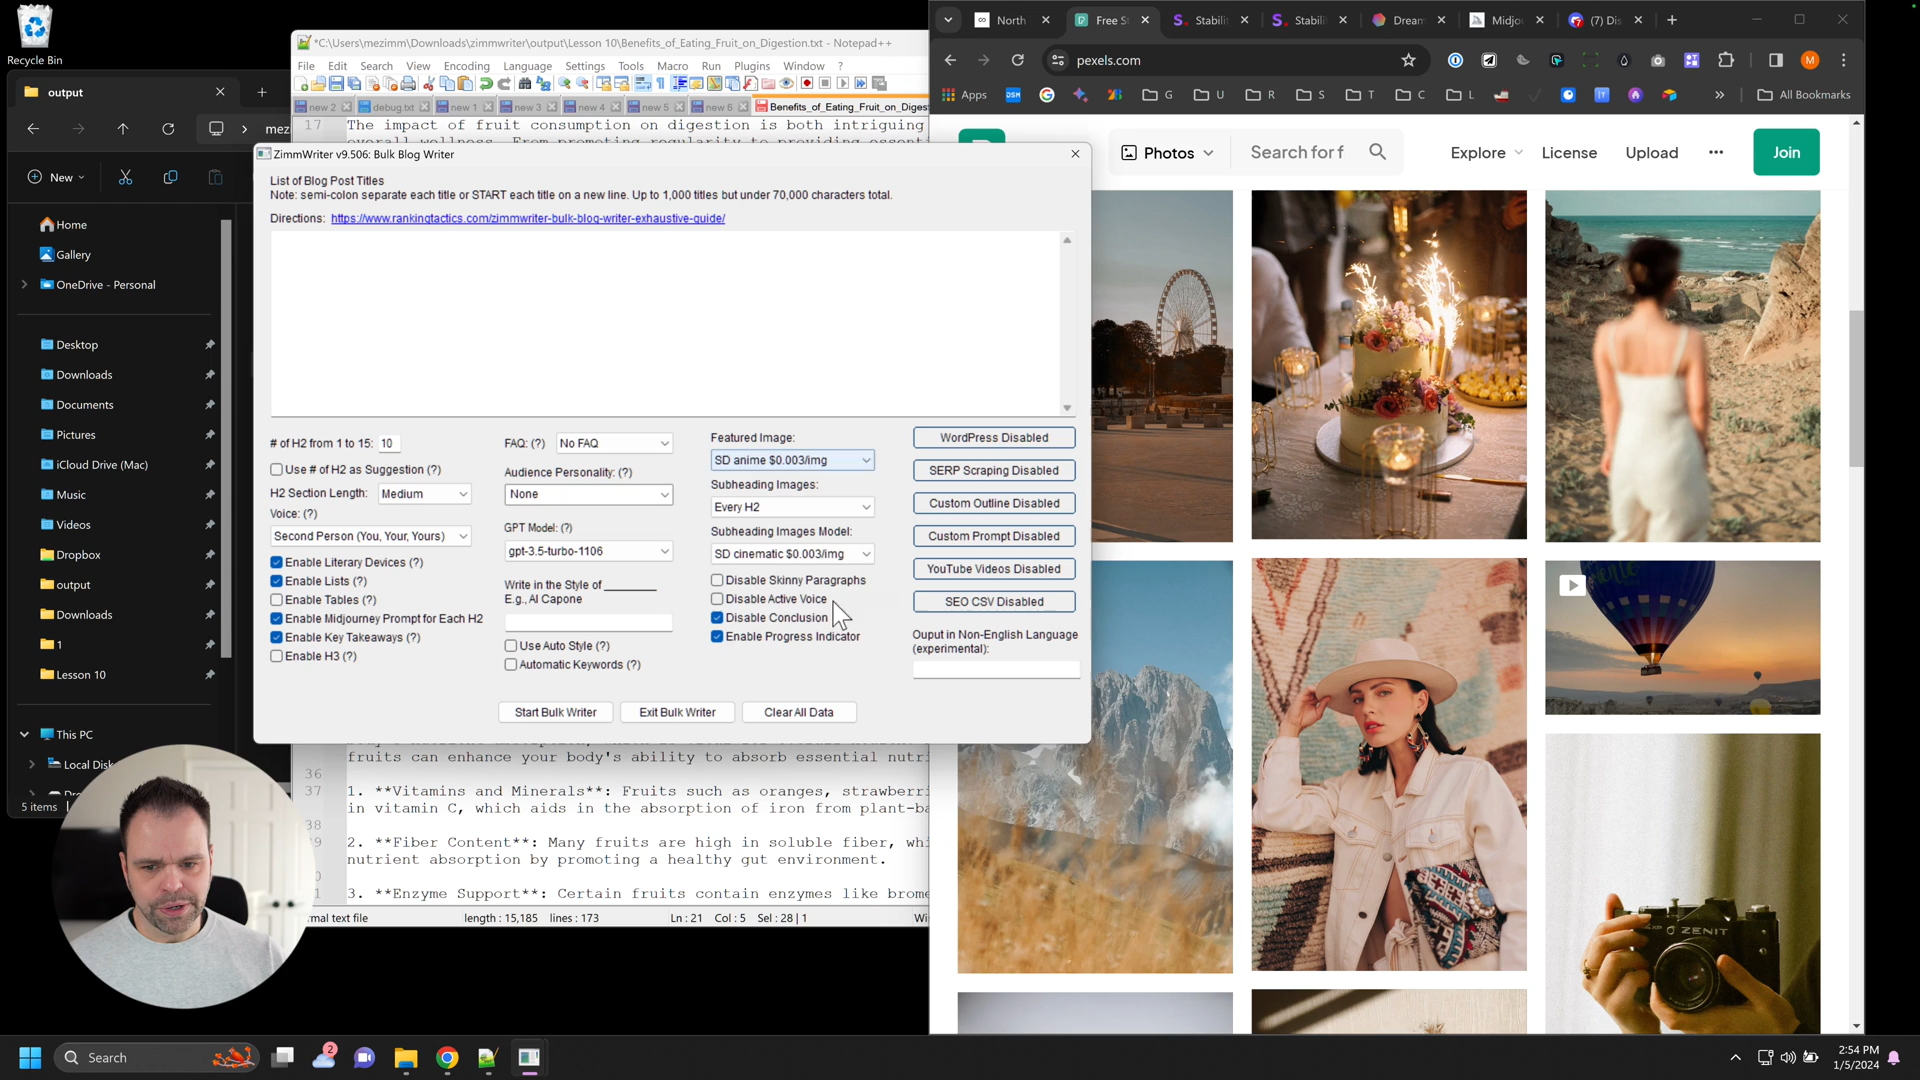 Recycle Bin
output
mez
New
Home
Gallery
OneDrive - Personal
Desktop
Downloads
Documents
Pictures
iCloud Drive (Mac)
Music
Videos
Dropbox
output
Downloads
1
Lesson 10
This PC
Local Disk
5 items
*C:\Users\mezimm\Downloads\zimmwriter\output\Lesson 10\Benefits_of_Eating_Fruit_on_Digestion.txt - Notepad++
File Edit Search View Encoding Language Settings Tools Macro Run Plugins Window ?
new 2 debug.txt new 1 new 3 new 4 new 5 new 6 Benefits_of_Eating_Fruit_on_Digest
17 The impact of fruit consumption on digestion is both intriguing
ZimmWriter v9.506: Bulk Blog Writer
List of Blog Post Titles
Note: semi-colon separate each title or START each title on a new line. Up to 1,000 titles but under 70,000 characters total.
Directions: https://www.rankingtactics.com/zimmwriter-bulk-blog-writer-exhaustive-guide/
# of H2 from 1 to 15: 10
Use # of H2 as Suggestion (?)
H2 Section Length: Medium
Voice: (?)
Second Person (You, Your, Yours)
Enable Literary Devices (?)
Enable Lists (?)
Enable Tables (?)
Enable Midjourney Prompt for Each H2
Enable Key Takeaways (?)
Enable H3 (?)
FAQ: (?) No FAQ
Audience Personality: (?)
None
GPT Model: (?)
gpt-3.5-turbo-1106
Write in the Style of ________
E.g., Al Capone
Use Auto Style (?)
Automatic Keywords (?)
Featured Image:
SD anime $0.003/img
Subheading Images:
Every H2
Subheading Images Model:
SD cinematic $0.003/img
Disable Skinny Paragraphs
Disable Active Voice
Disable Conclusion
Enable Progress Indicator
WordPress Disabled
SERP Scraping Disabled
Custom Outline Disabled
Custom Prompt Disabled
YouTube Videos Disabled
SEO CSV Disabled
Ouput in Non-English Language
(experimental):
Start Bulk Writer
Exit Bulk Writer
Clear All Data
fruits can enhance your body's ability to absorb essential nutri
36
37 1. **Vitamins and Minerals**: Fruits such as oranges, strawberri
in vitamin C, which aids in the absorption of iron from plant-ba
38
2. **Fiber Content**: Many fruits are high in soluble fiber, whi
nutrient absorption by promoting a healthy gut environment.
3. **Enzyme Support**: Certain fruits contain enzymes like brome
rmal text file
length : 15,185 lines : 173
Ln : 21 Col : 5 Sel : 28 | 1
Wi
North
Free S
Stabilit
Stabili
Dream
Midjo
(7) Dis
pexels.com
M
Apps
DSM
G
U
R
S
T
C
L
All Bookmarks
Photos
Search for f
Explore
License
Upload
Join
ZENIT
Search
2
2:54 PM
1/5/2024